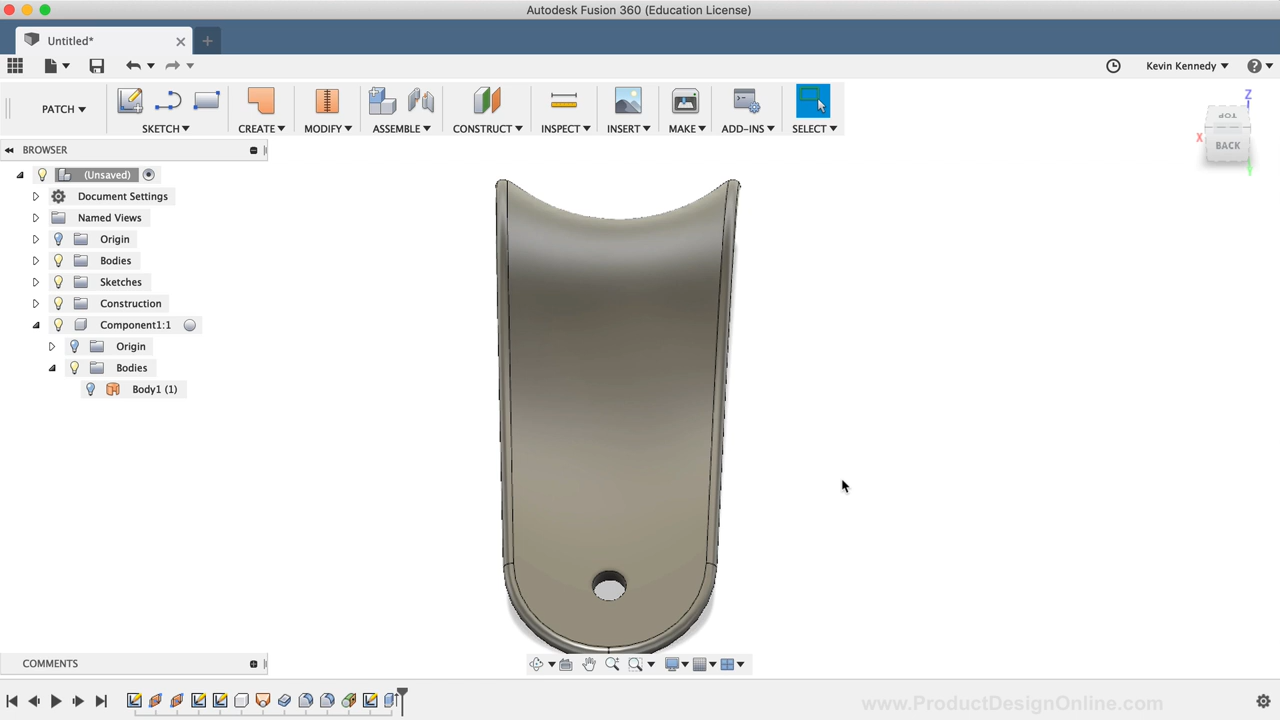 Autodesk Fusion 360 (Education License)
Untitled*
Kevin Kennedy
PATCH
SKETCH
CREATE
MODIFY
ASSEMBLE
CONSTRUCT
INSPECT
INSERT
MAKE
ADD-INS
SELECT
Z
TOP
X
BACK
BROWSER
(Unsaved)
Document Settings
Named Views
Origin
Bodies
Sketches
Construction
Component1:1
Origin
Bodies
Body1 (1)
COMMENTS
www.ProductDesignOnline.com